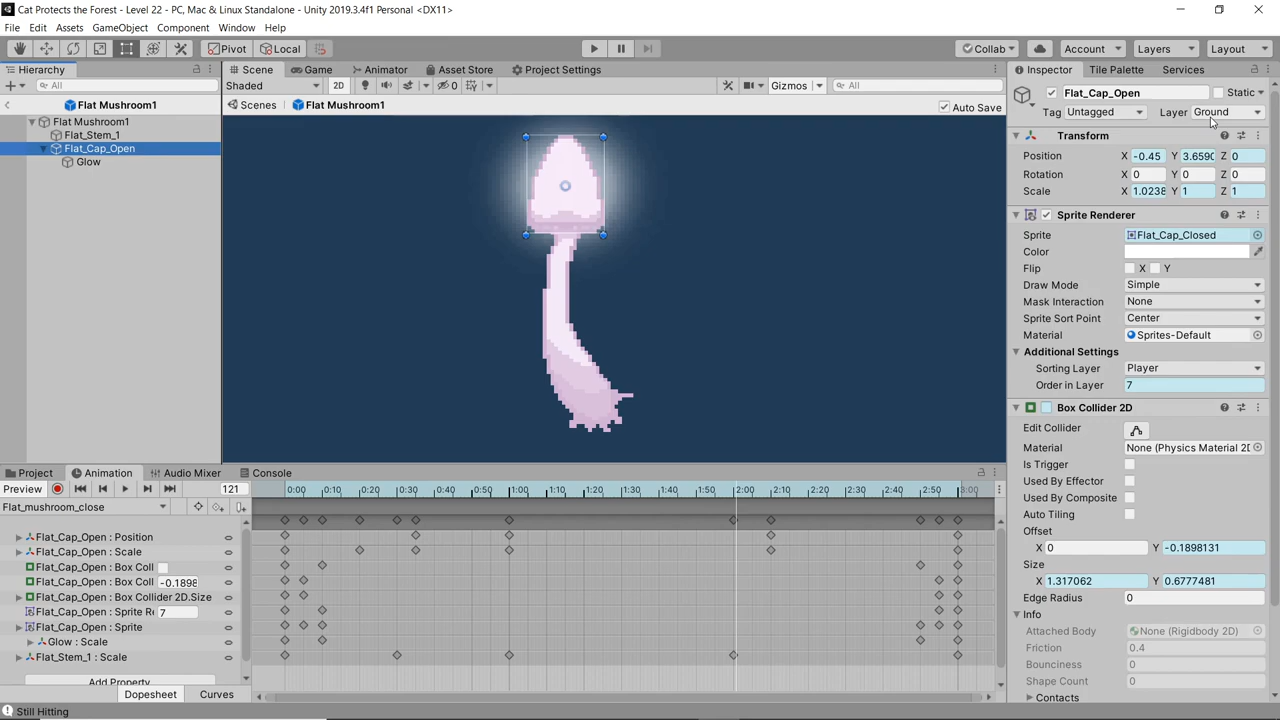 Cat Protects the Forest - Level 22 - PC, Mac & Linux Standalone - Unity 2019.3.4f1 Personal <DX11>
File Edit Assets GameObject Component Window Help
Pivot Local Collab Account Layers Layout
Hierarchy Scene Game Animator Asset Store Project Settings Inspector Tile Palette Services
All Shaded 2D 0 Gizmos All Flat_Cap_Open Static
Flat Mushroom1 Scenes Flat Mushroom1 Auto Save Tag Untagged Layer Ground
Flat Mushroom1
Flat_Stem_1 Transform
Flat_Cap_Open Position X -0.45 Y 3.6590 Z 0
Glow Rotation X 0 Y 0 Z 0
Scale X 1.0238 Y 1 Z 1
Sprite Renderer
Sprite Flat_Cap_Closed
Color
Flip X Y
Draw Mode Simple
Mask Interaction None
Sprite Sort Point Center
Material Sprites-Default
Additional Settings
Sorting Layer Player
Order in Layer 7
Box Collider 2D
Edit Collider
Material None (Physics Material 2D
Is Trigger
Used By Effector
Used By Composite
Auto Tiling
Offset
X 0 Y -0.1898131
Size
X 1.317062 Y 0.6777481
Edge Radius 0
Info
Attached Body None (Rigidbody 2D)
Friction 0.4
Bounciness 0
Shape Count 0
Contacts
Project Animation Audio Mixer Console
Preview 121 0:00 0:10 0:20 0:30 0:40 0:50 1:00 1:10 1:20 1:30 1:40 1:50 2:00 2:10 2:20 2:30 2:40 2:50 3:00
Flat_mushroom_close
Flat_Cap_Open : Position
Flat_Cap_Open : Scale
Flat_Cap_Open : Box Coll
Flat_Cap_Open : Box Coll -0.1898
Flat_Cap_Open : Box Collider 2D.Size
Flat_Cap_Open : Sprite Re 7
Flat_Cap_Open : Sprite
Glow : Scale
Flat_Stem_1 : Scale
Add Property
Dopesheet Curves
Still Hitting